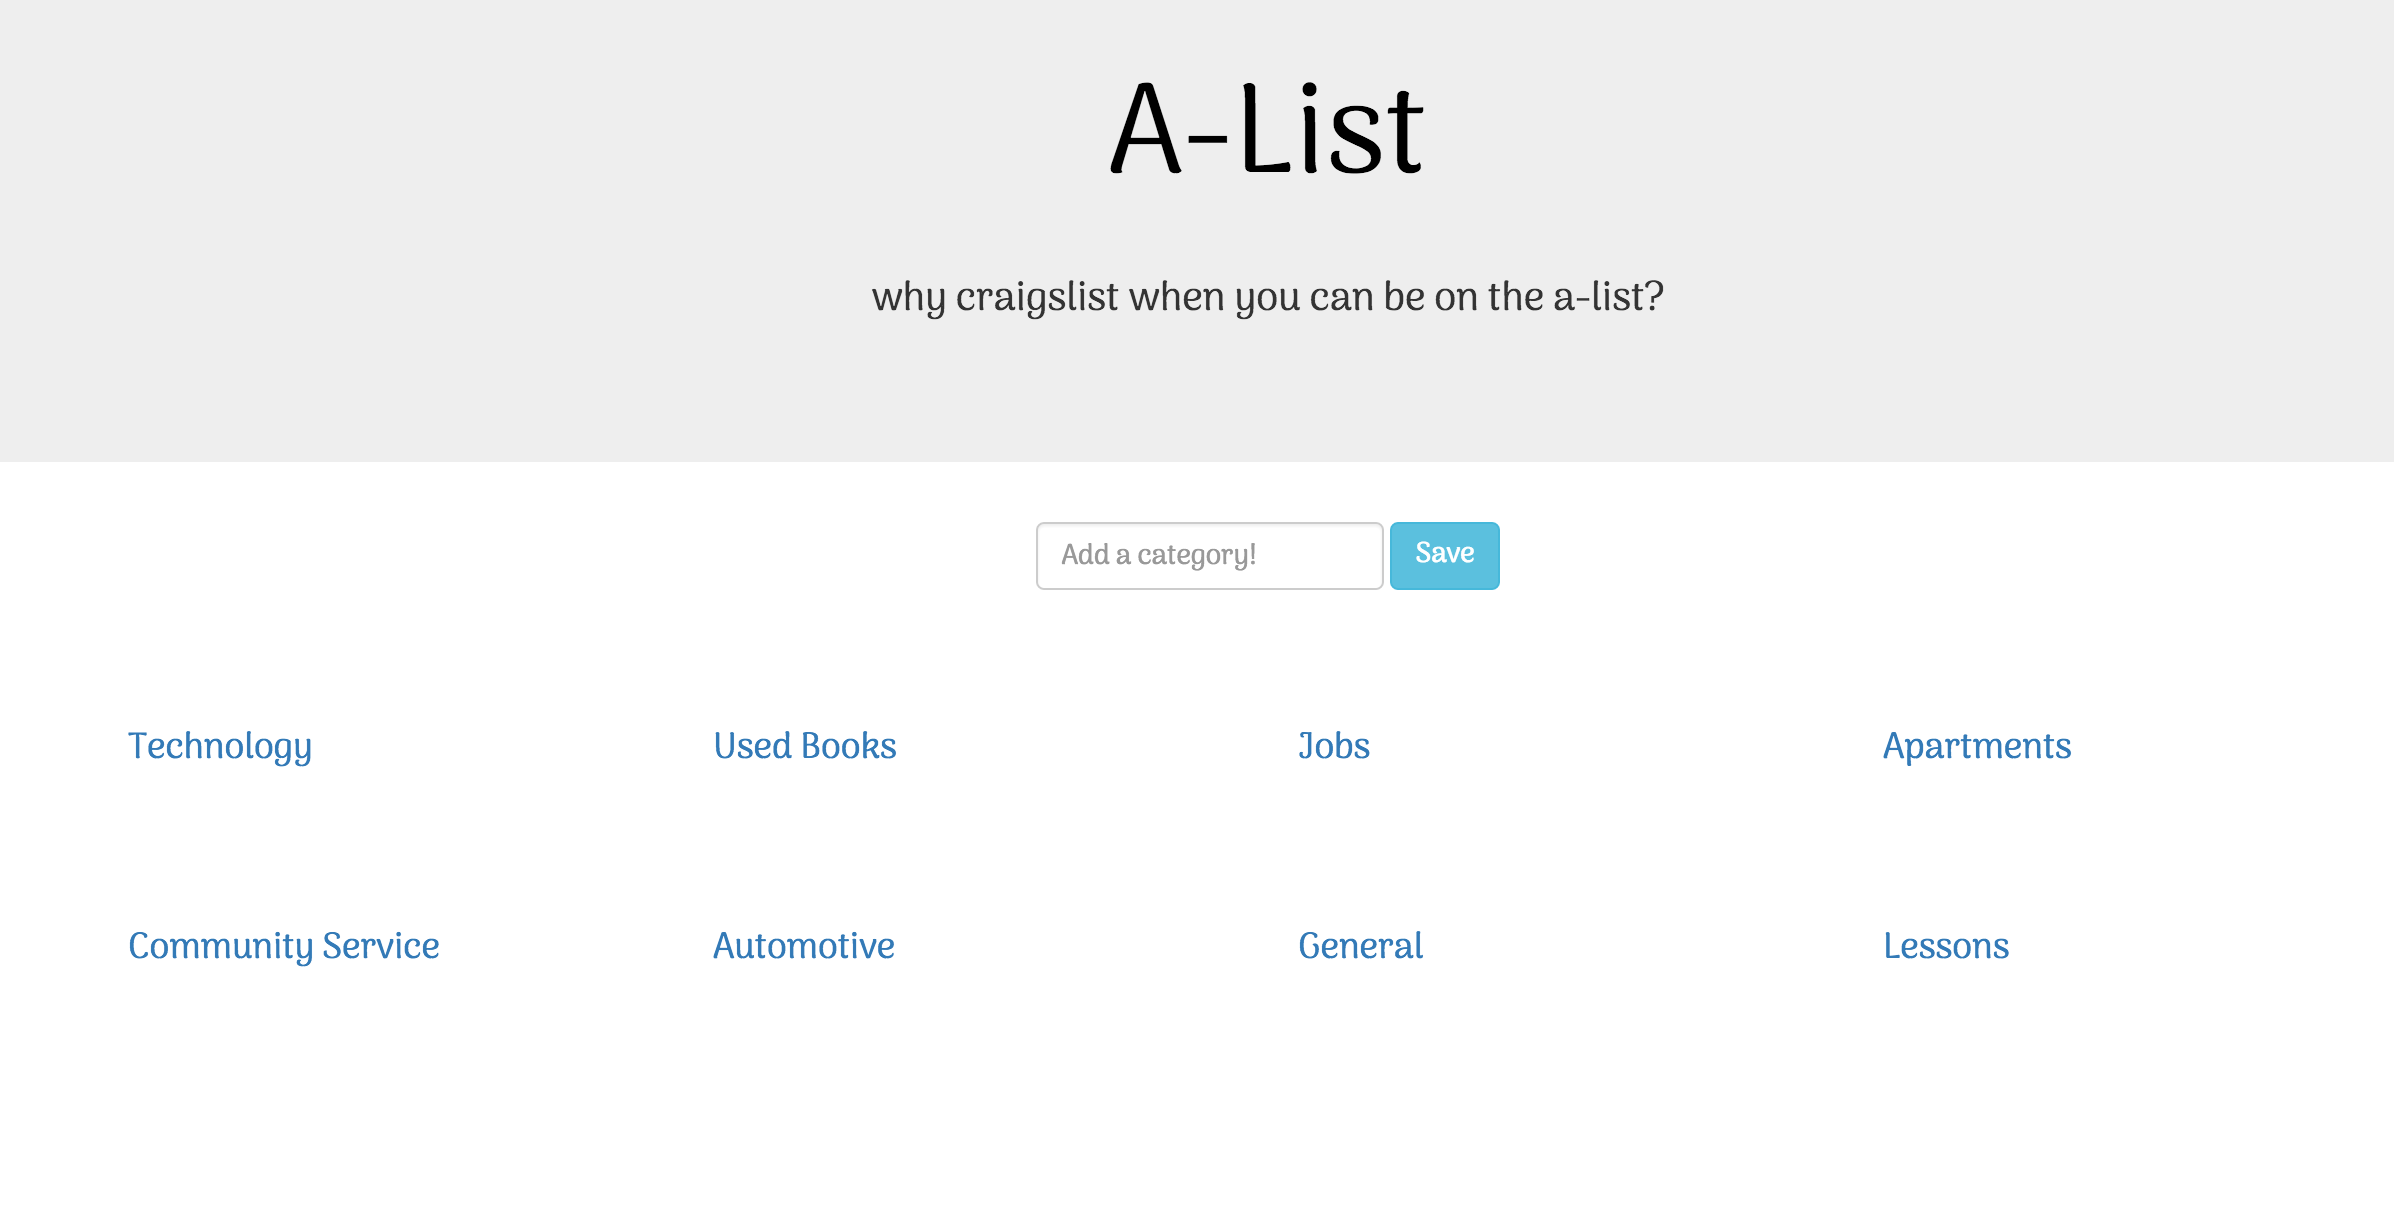 A-List
why craigslist when you can be on the a-list?
Add a category! Save
Technology Used Books Jobs Apartments
Community Service Automotive General Lessons